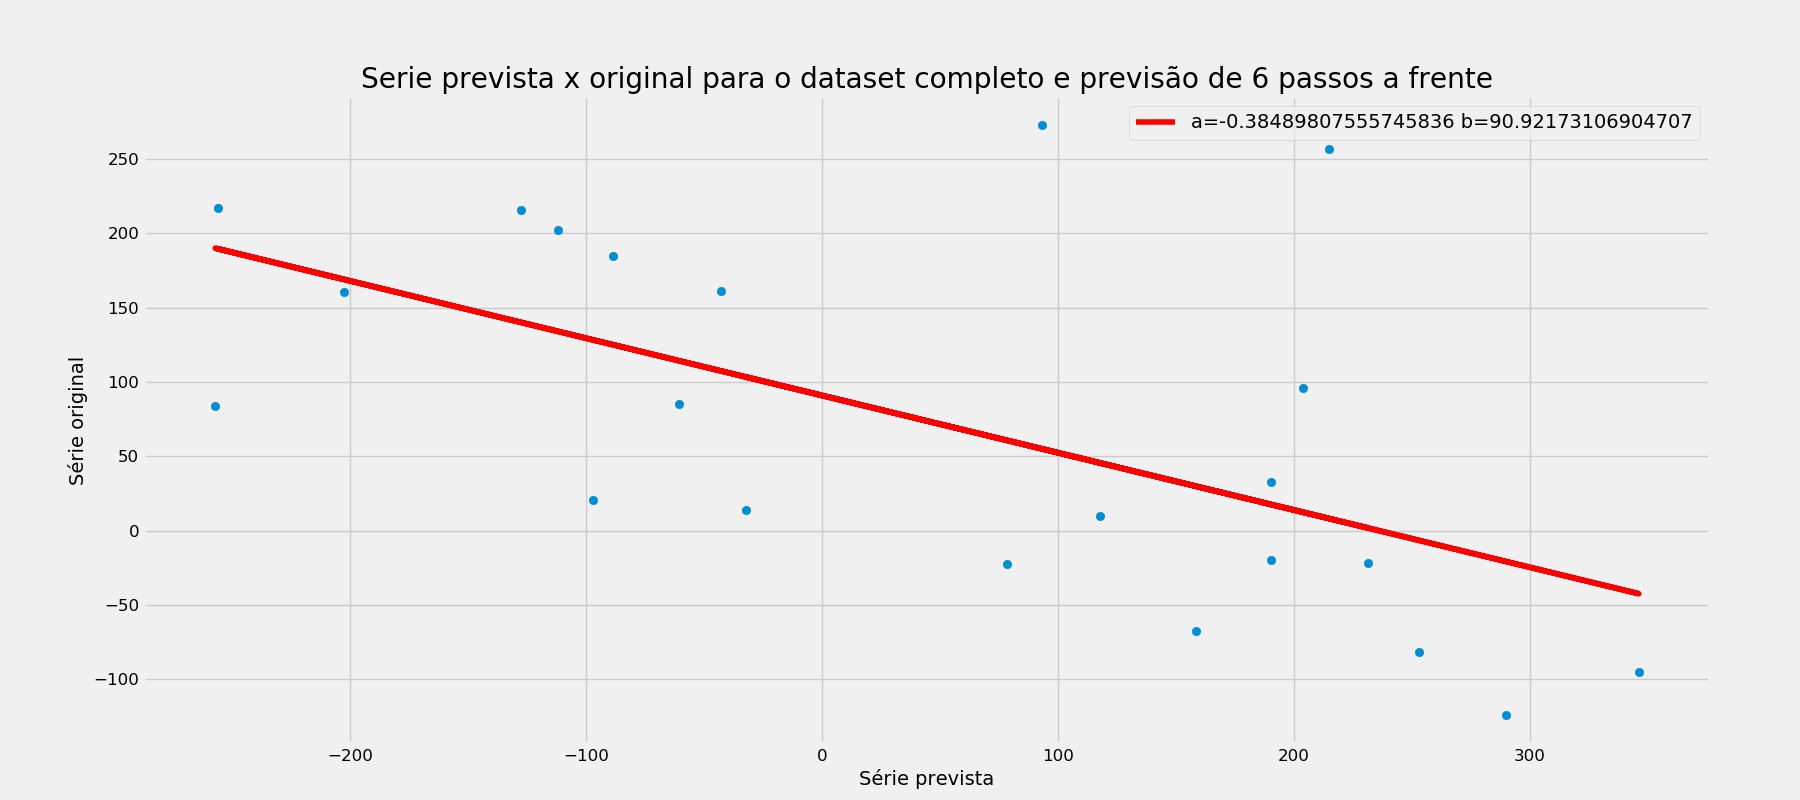 Serie prevista x original para o dataset completo e previsão de 6 passos a frente
a=-0.38489807555745836 b=90.92173106904707
Série original
250
200
150
100
50
0
−50
−100
−200 −100 0 100 200 300
Série prevista